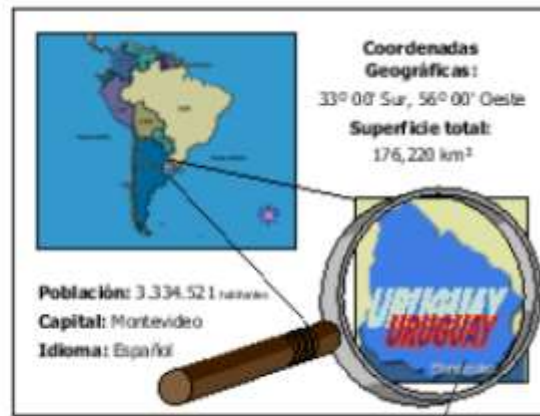 Coordenadas
Geográficas:
33º 00' Sur, 56º 00' Oeste
Superficie total:
176,220 km²
Población: 3.334.521 habitantes
Capital: Montevideo
Idioma: Español
URUGUAY
URUGUAY